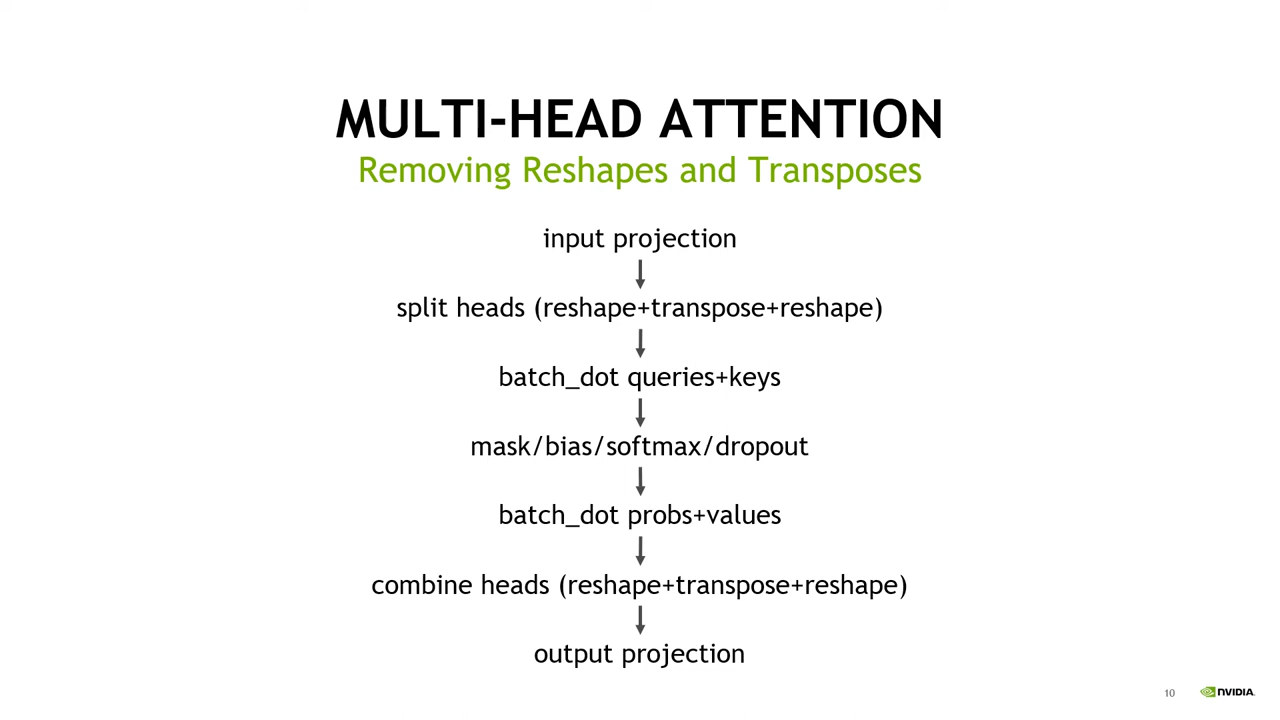 MULTI-HEAD ATTENTION
Removing Reshapes and Transposes
input projection
split heads (reshape+transpose+reshape)
batch_dot queries+keys
mask/bias/softmax/dropout
batch_dot probs+values
combine heads (reshape+transpose+reshape)
output projection
10
NVIDIA.